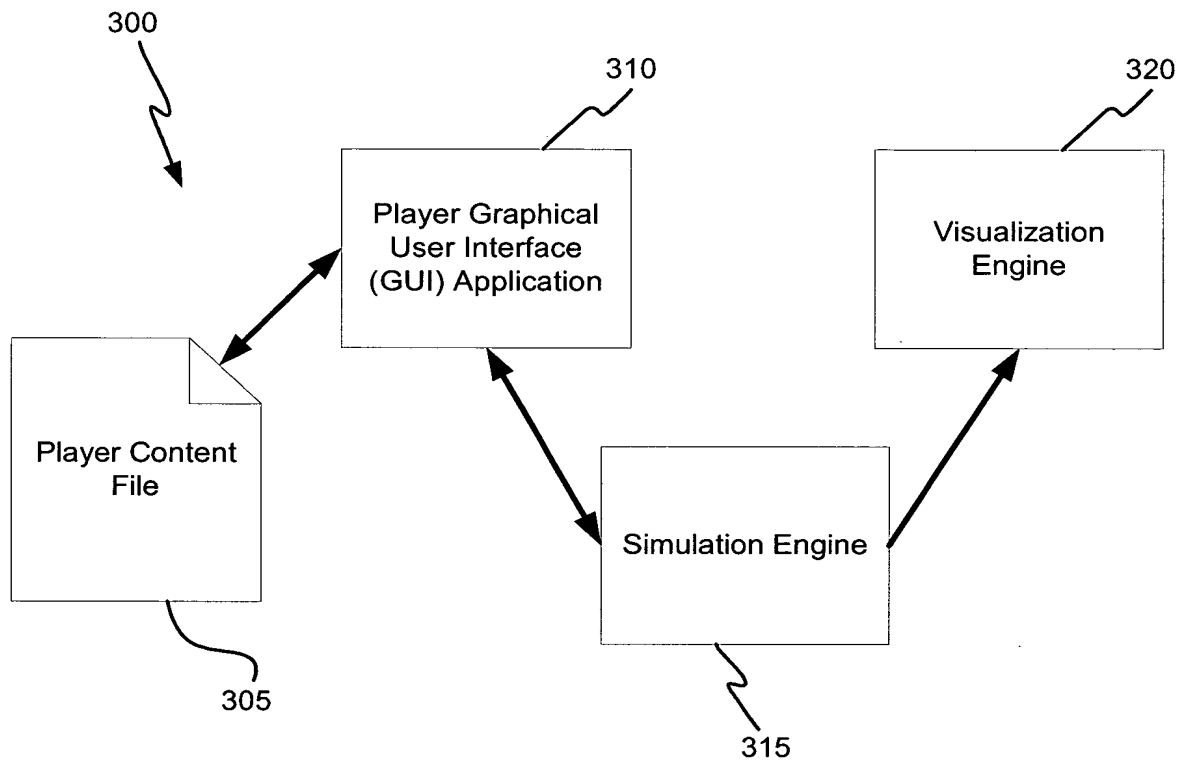 300
310
320
Player Graphical
User Interface
(GUI) Application
Visualization
Engine
Player Content
File
Simulation Engine
305
315